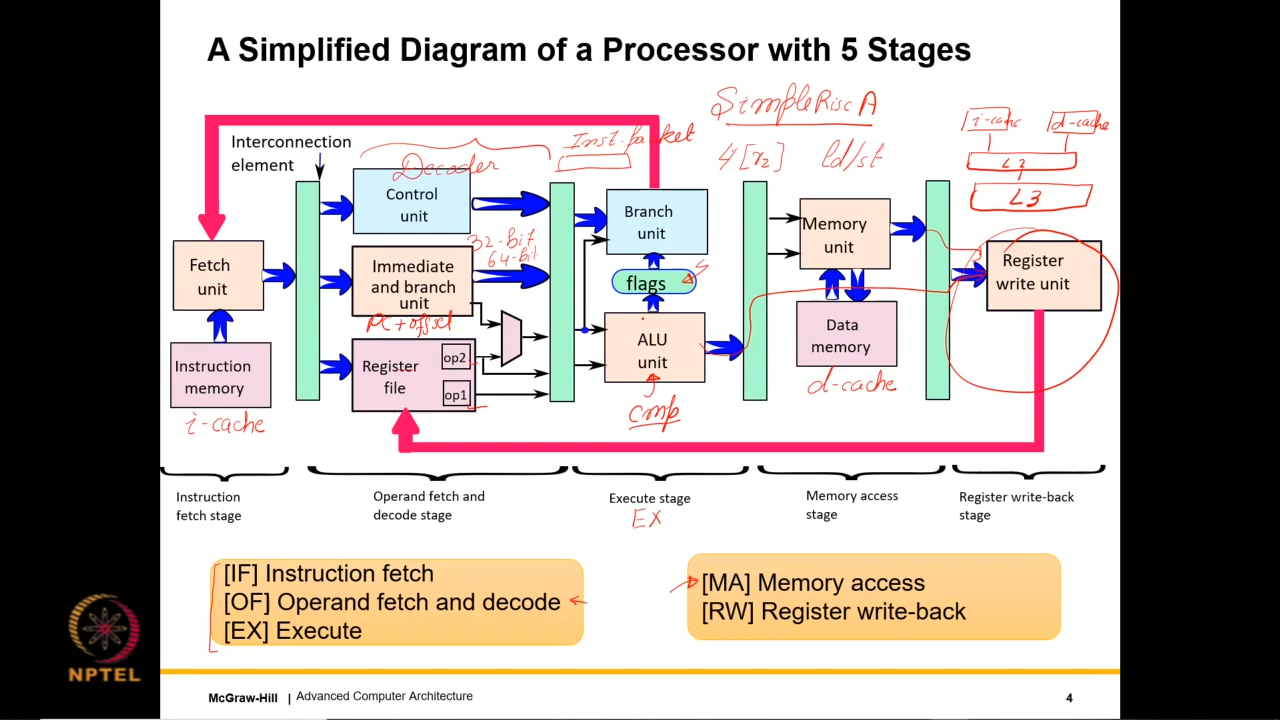 A Simplified Diagram of a Processor with 5 Stages
SimpleRisc A
i-cache
d-cache
Interconnection
element
Inst. Packet
4[r2] ld/st
L2
L3
Decoder
Control
unit
Branch
unit
Memory
unit
32-bit
64-bit
Fetch
unit
Immediate
and branch
unit
flags
Register
write unit
PC + offset
Instruction
memory
Register
file
op2
op1
ALU
unit
Data
memory
i-cache
cmp
d-cache
Instruction
fetch stage
Operand fetch and
decode stage
Execute stage
EX
Memory access
stage
Register write-back
stage
[IF] Instruction fetch
[OF] Operand fetch and decode
[EX] Execute
[MA] Memory access
[RW] Register write-back
NPTEL
McGraw-Hill | Advanced Computer Architecture
4